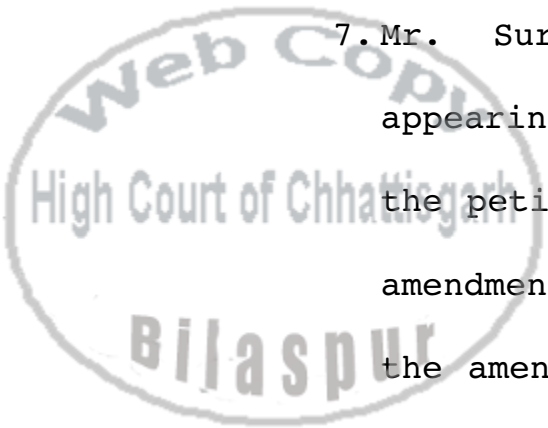 7. Mr. Sur
appearin
the peti
amendmen
the amen
Web Copy
High Court of Chhattisgarh
Bilaspur